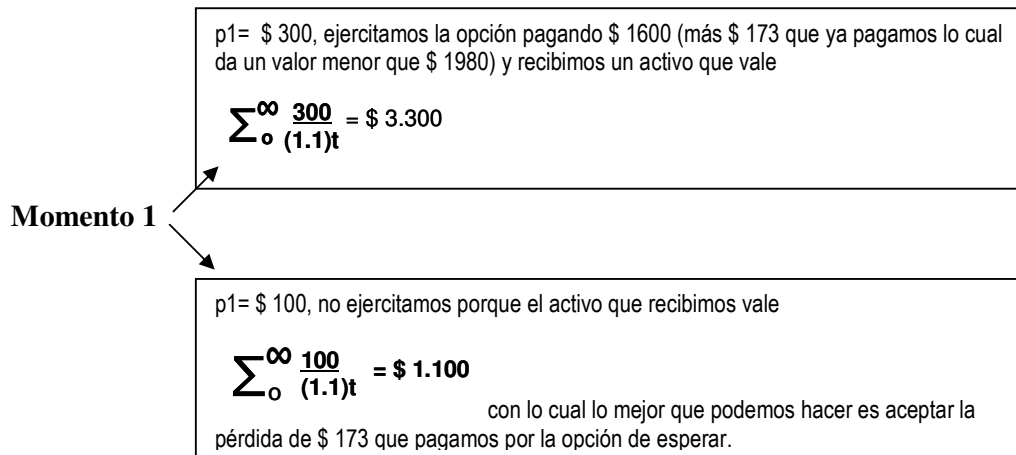 p1= $ 300, ejercitamos la opción pagando $ 1600 (más $ 173 que ya pagamos lo cual
da un valor menor que $ 1980) y recibimos un activo que vale
∑₀^∞ 300/(1.1)t = $ 3.300
Momento 1
p1= $ 100, no ejercitamos porque el activo que recibimos vale
∑₀^∞ 100/(1.1)t = $ 1.100
con lo cual lo mejor que podemos hacer es aceptar la
pérdida de $ 173 que pagamos por la opción de esperar.